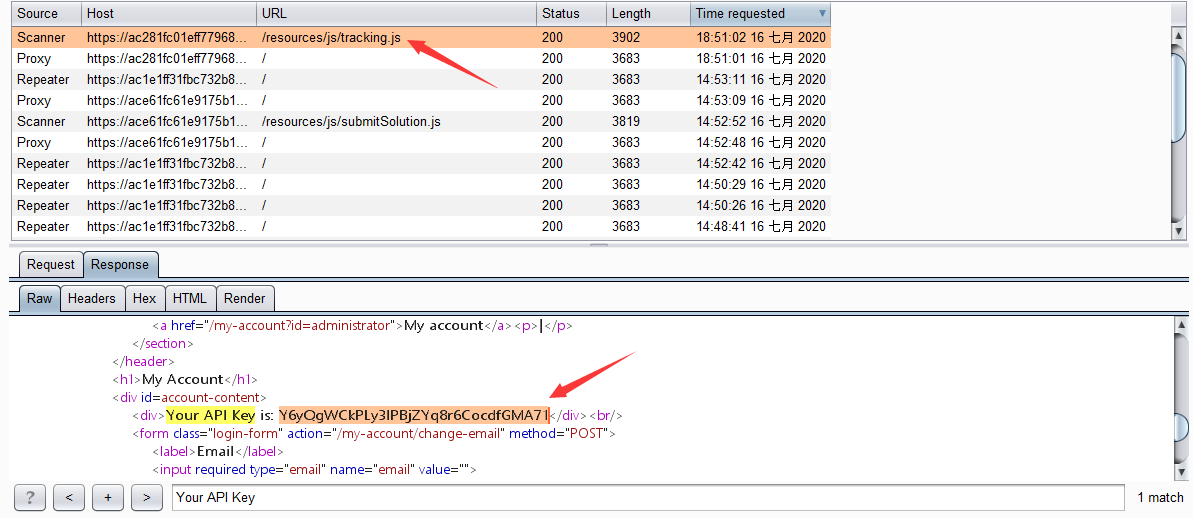 Source Host URL Status Length Time requested
Scanner https://ac281fc01eff77968... /resources/js/tracking.js 200 3902 18:51:02 16 七月 2020
Proxy https://ac281fc01eff77968... / 200 3683 18:51:01 16 七月 2020
Repeater https://ac1e1ff31fbc732b8... / 200 3683 14:53:11 16 七月 2020
Proxy https://ace61fc61e9175b1... / 200 3683 14:53:09 16 七月 2020
Scanner https://ace61fc61e9175b1... /resources/js/submitSolution.js 200 3819 14:52:52 16 七月 2020
Proxy https://ace61fc61e9175b1... / 200 3683 14:52:48 16 七月 2020
Repeater https://ac1e1ff31fbc732b8... / 200 3683 14:52:42 16 七月 2020
Repeater https://ac1e1ff31fbc732b8... / 200 3683 14:50:29 16 七月 2020
Repeater https://ac1e1ff31fbc732b8... / 200 3683 14:50:26 16 七月 2020
Repeater https://ac1e1ff31fbc732b8... / 200 3683 14:48:41 16 七月 2020
Request Response
Raw Headers Hex HTML Render
<a href="/my-account?id=administrator">My account</a><p>|</p>
</section>
</header>
<h1>My Account</h1>
<div id=account-content>
<div>Your API Key is: Y6yQgWCkPLy3lPBjZYq8r6CocdfGMA71</div><br/>
<form class="login-form" action="/my-account/change-email" method="POST">
<label>Email</label>
<input required type="email" name="email" value="">
? < + > Your API Key 1 match